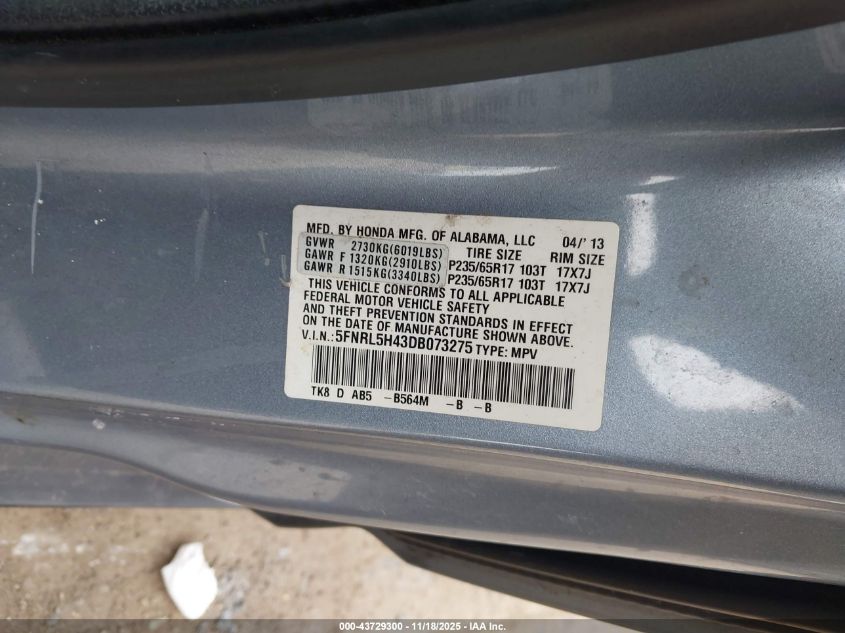 MFD. BY HONDA MFG. OF ALABAMA, LLC 04/'13
GVWR 2730KG(6019LBS) TIRE SIZE RIM SIZE
GAWR F 1320KG(2910LBS) P235/65R17 103T 17X7J
GAWR R 1515KG(3340LBS) P235/65R17 103T 17X7J
THIS VEHICLE CONFORMS TO ALL APPLICABLE
FEDERAL MOTOR VEHICLE SAFETY
AND THEFT PREVENTION STANDARDS IN EFFECT
ON THE DATE OF MANUFACTURE SHOWN ABOVE.
V.I.N.: 5FNRL5H43DB073275 TYPE: MPV
TK8 D AB5 -B564M -B -B
000-43729300 - 11/18/2025 - IAA Inc.